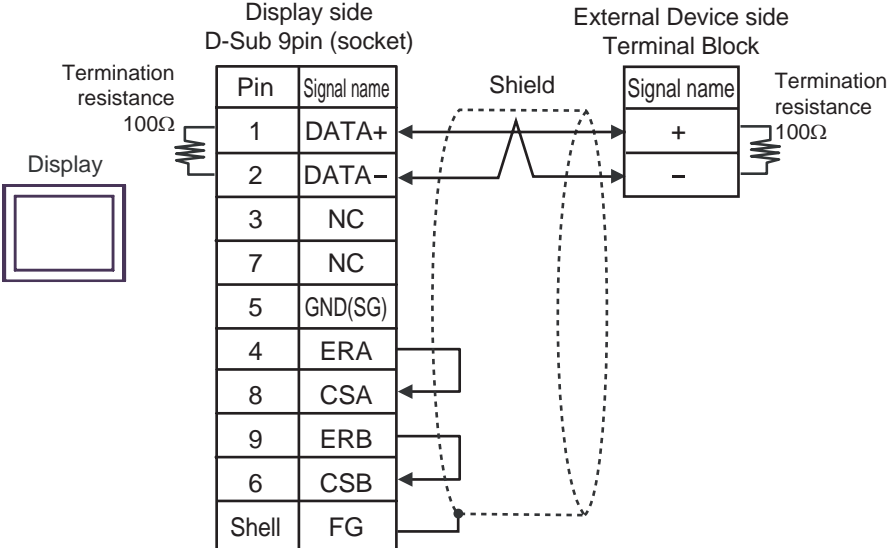 Display side
D-Sub 9pin (socket)
External Device side
Terminal Block
Termination
resistance
100Ω
Display
Pin Signal name
1 DATA+
2 DATA−
3 NC
7 NC
5 GND(SG)
4 ERA
8 CSA
9 ERB
6 CSB
Shell FG
Shield
Signal name
+
−
Termination
resistance
100Ω